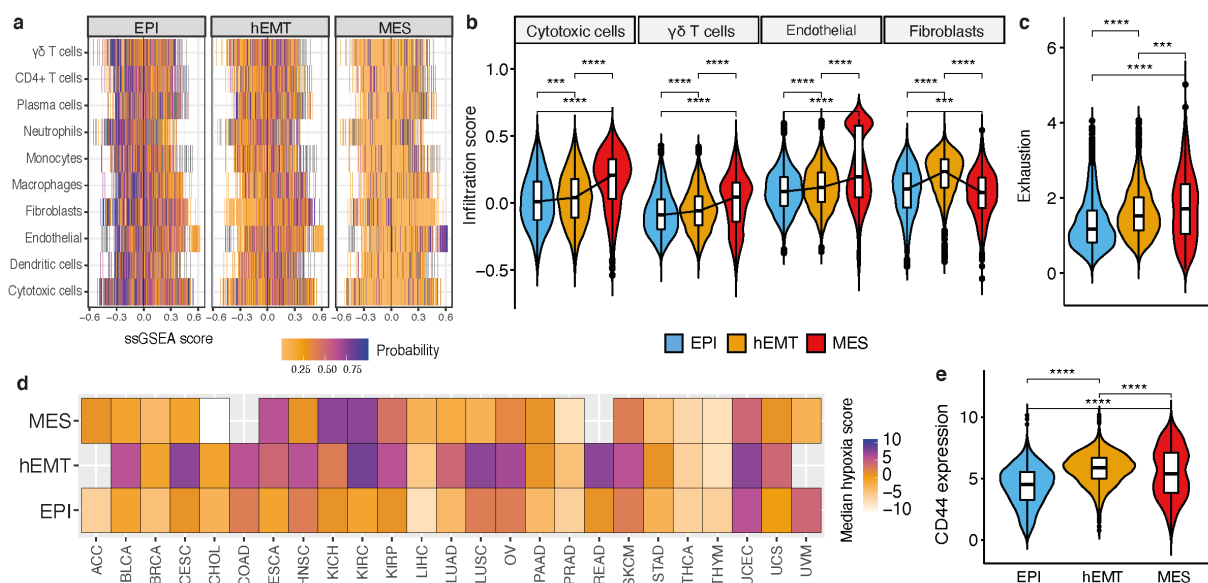 a
EPI
hEMT
MES
γδ T cells
CD4+ T cells
Plasma cells
Neutrophils
Monocytes
Macrophages
Fibroblasts
Endothelial
Dendritic cells
Cytotoxic cells
−0.6 −0.3 0.0 0.3 0.6
−0.6 −0.3 0.0 0.3 0.6
−0.6 −0.3 0.0 0.3 0.6
ssGSEA score
Probability
0.25 0.50 0.75
b
Cytotoxic cells
γδ T cells
Endothelial
Fibroblasts
Infiltration score
1.0
0.5
0.0
−0.5
**** **** **** ****
*** **** **** ****
**** **** **** ***
EPI
hEMT
MES
c
Exhaustion
6
4
2
0
****
***
****
d
MES
hEMT
EPI
ACC
BLCA
BRCA
CESC
CHOL
COAD
ESCA
HNSC
KICH
KIRC
KIRP
LIHC
LUAD
LUSC
OV
PAAD
PRAD
READ
SKCM
STAD
THCA
THYM
UCEC
UCS
UVM
Median hypoxia score
10
5
0
−5
−10
e
CD44 expression
10
5
0
****
****
****
EPI
hEMT
MES